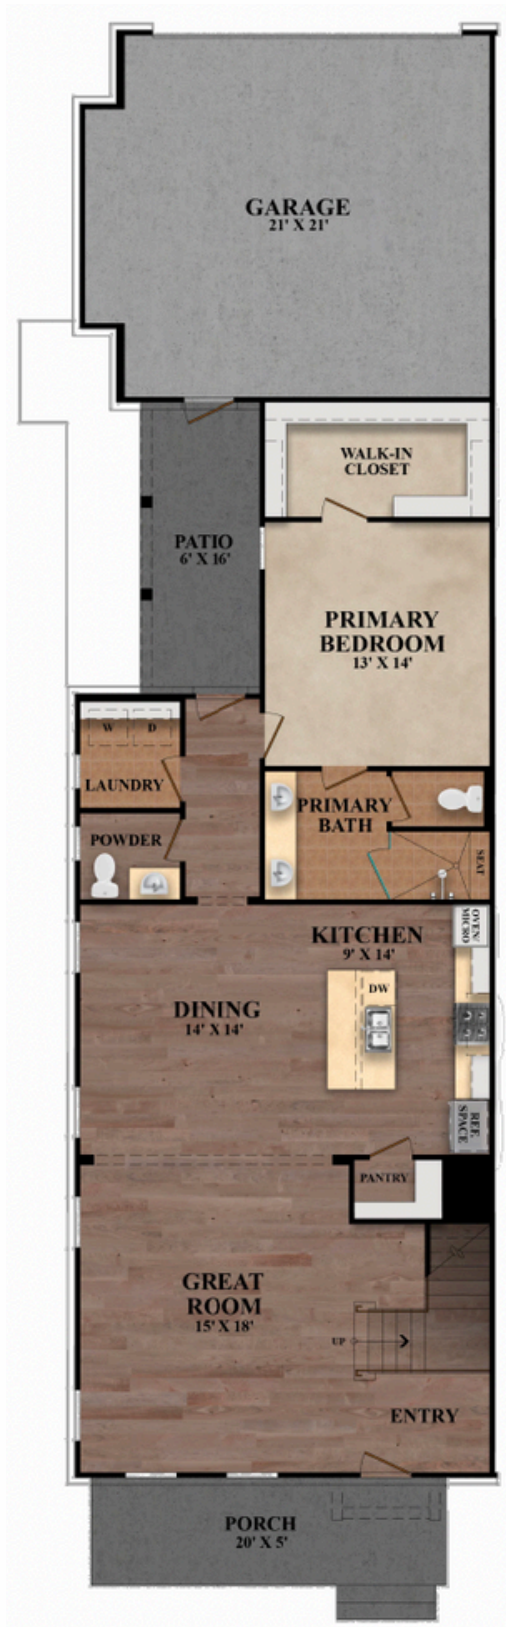 GARAGE
21' X 21'
WALK-IN
CLOSET
PATIO
6' X 16'
PRIMARY
BEDROOM
13' X 14'
W D
LAUNDRY
POWDER
PRIMARY
BATH
SEAT
KITCHEN
9' X 14'
OVEN/
MICRO
DW
DINING
14' X 14'
REF.
SPACE
PANTRY
GREAT
ROOM
15' X 18'
UP
ENTRY
PORCH
20' X 5'